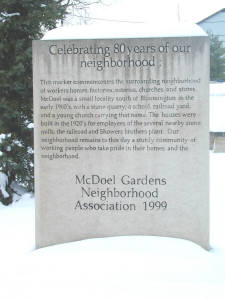 Celebrating 80 years of our
neighborhood :
This marker commemorates the surrounding neighborhood
of workers homes, factories, eateries, churches, and stores.
McDoel was a small locality south of Bloomington in the
early 1900's, with a stone quarry, a school, railroad yard,
and a young church carrying that name. The houses were
built in the 1920's for employees of the several nearby stone
mills, the railroad and Showers brothers plant. Our
neighborhood remains to this day a sturdy community of
working people who take pride in their homes and the
neighborhood.
McDoel Gardens
Neighborhood
Association 1999